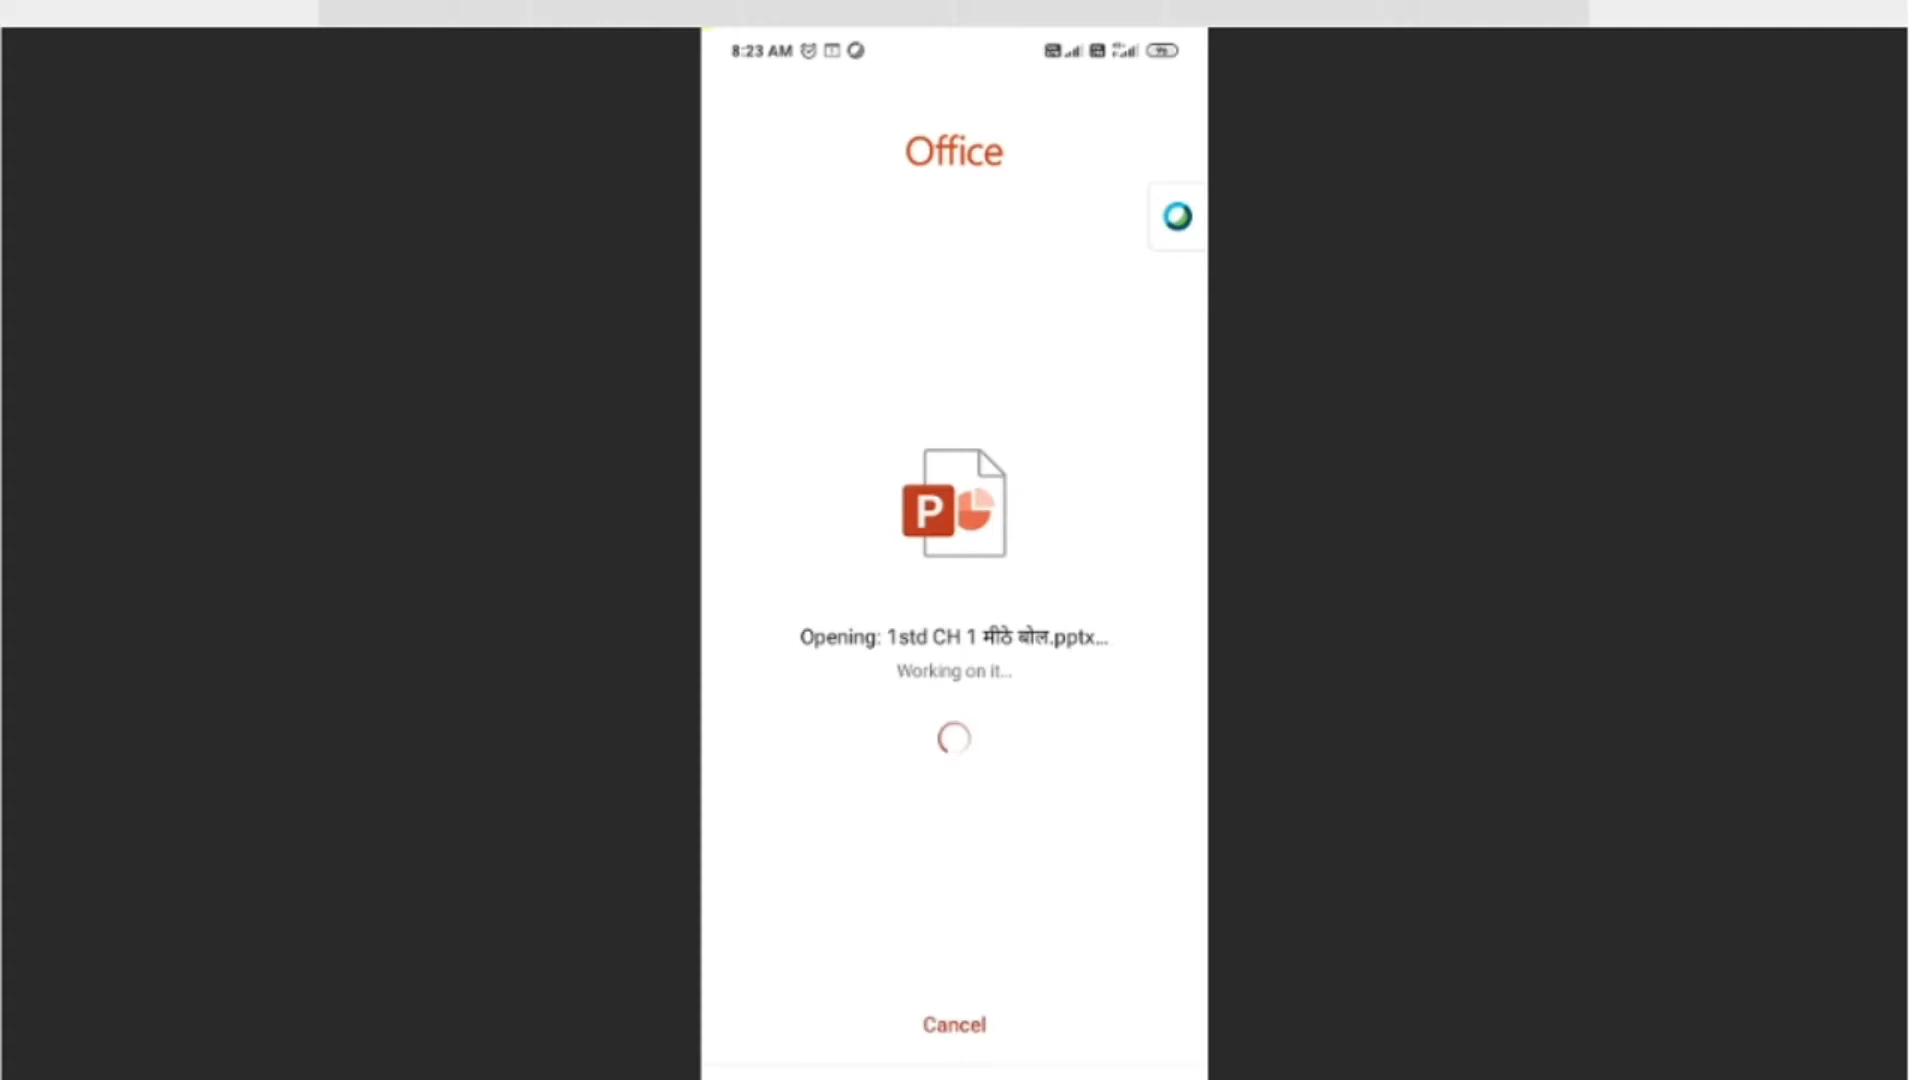 8:23 AM
Office
P
Opening: 1std CH 1 मीठे बोल.pptx...
Working on it...
Cancel